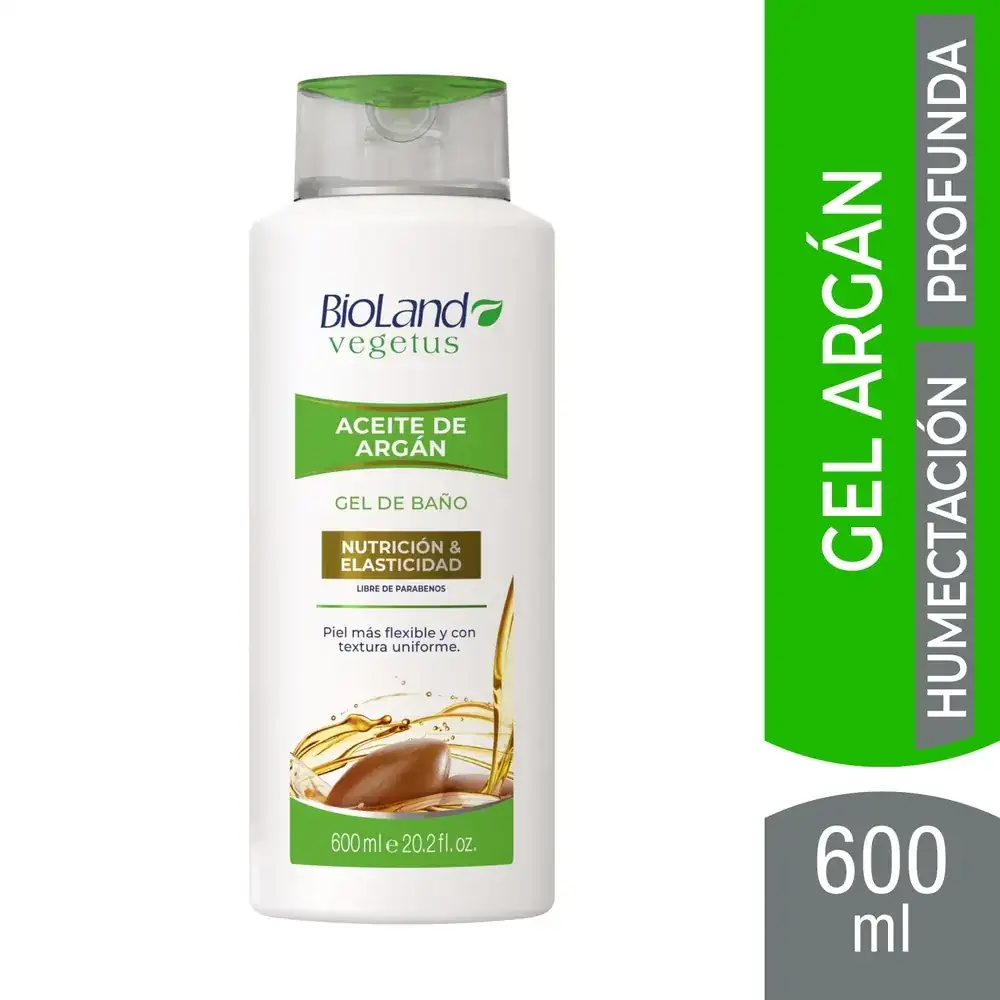 BioLand
vegetus
ACEITE DE
ARGÁN
GEL DE BAÑO
NUTRICIÓN &
ELASTICIDAD
LIBRE DE PARABENOS
Piel más flexible y con
textura uniforme.
600 ml e 20.2 fl. oz.
GEL ARGÁN
HUMECTACIÓN PROFUNDA
600
ml